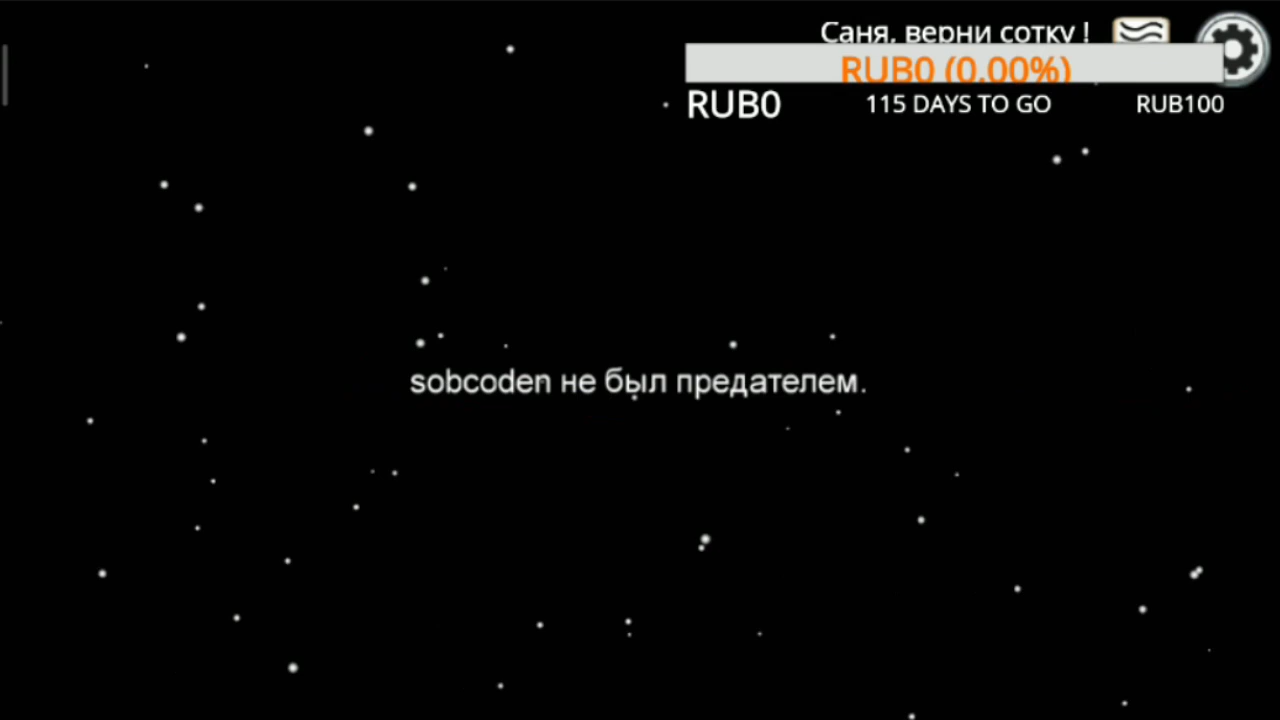 Саня, верни сотку !
RUB0 (0.00%)
RUB0 115 DAYS TO GO RUB100
sobcoden не был предателем.